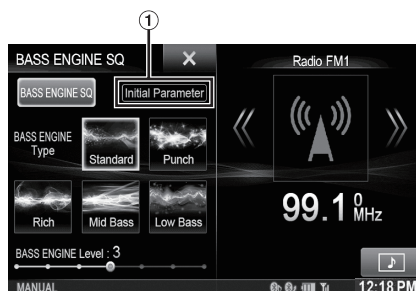 1
BASS ENGINE SQ
X
Radio FM1
BASS ENGINE SQ
Initial Parameter
BASS ENGINE
Type
Standard
Punch
Rich
Mid Bass
Low Bass
99.10 MHz
BASS ENGINE Level : 3
MANUAL
12:18 PM